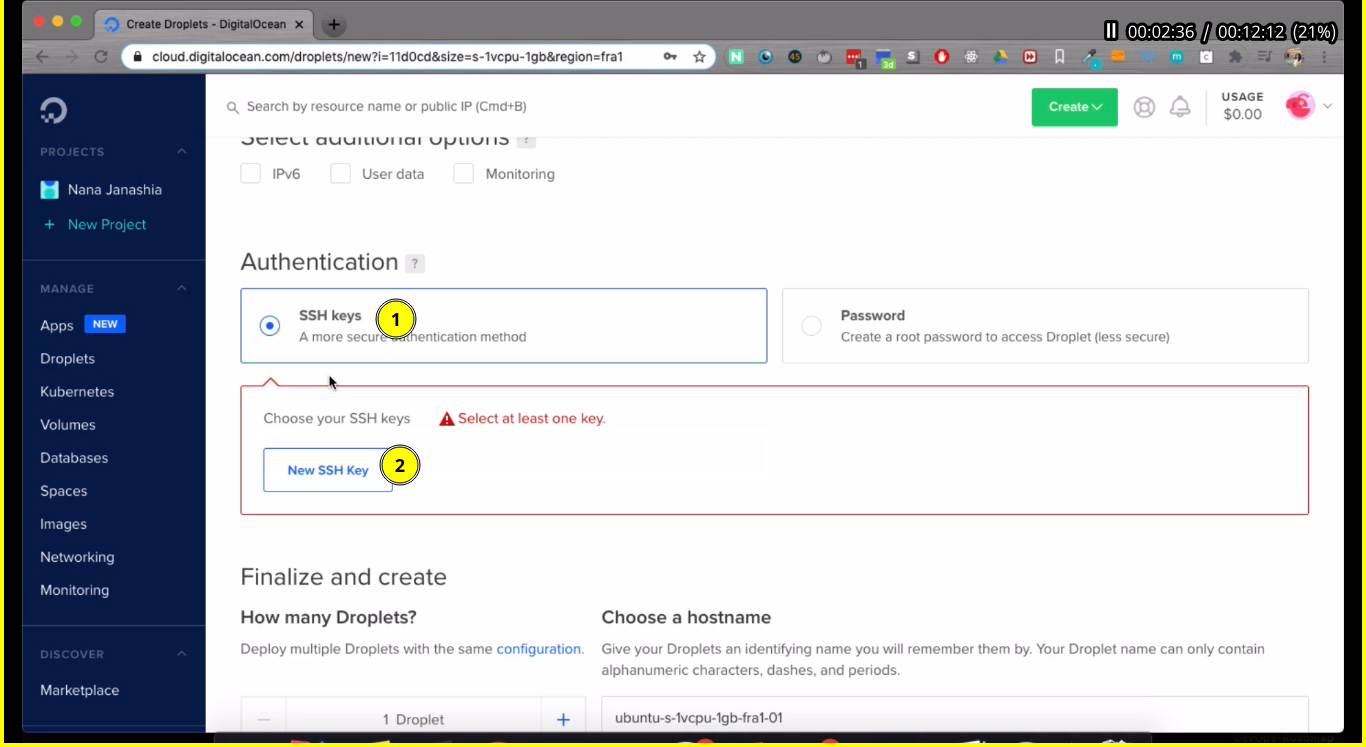 00:02:36 / 00:12:12 (21%)
Create Droplets - DigitalOcean
cloud.digitalocean.com/droplets/new?i=11d0cd&size=s-1vcpu-1gb&region=fra1
Search by resource name or public IP (Cmd+B)
Create
USAGE
$0.00
PROJECTS
Nana Janashia
+ New Project
MANAGE
Apps NEW
Droplets
Kubernetes
Volumes
Databases
Spaces
Images
Networking
Monitoring
DISCOVER
Marketplace
Select additional options ?
IPv6 User data Monitoring
Authentication ?
SSH keys 1
A more secure authentication method
Password
Create a root password to access Droplet (less secure)
Choose your SSH keys Select at least one key.
New SSH Key 2
Finalize and create
How many Droplets?
Deploy multiple Droplets with the same configuration.
1 Droplet
Choose a hostname
Give your Droplets an identifying name you will remember them by. Your Droplet name can only contain
alphanumeric characters, dashes, and periods.
ubuntu-s-1vcpu-1gb-fra1-01